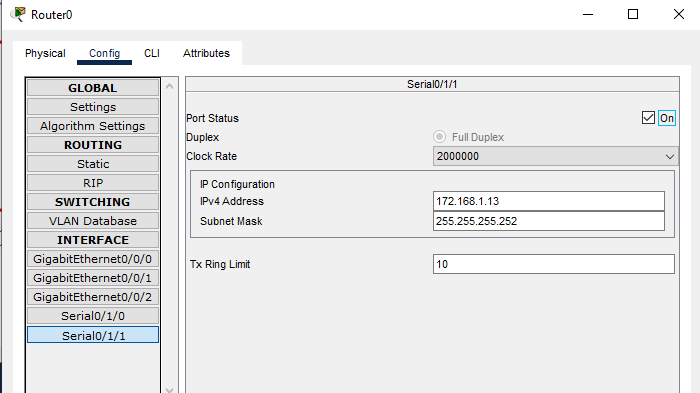 Router0
Physical Config CLI Attributes
GLOBAL
Settings
Algorithm Settings
ROUTING
Static
RIP
SWITCHING
VLAN Database
INTERFACE
GigabitEthernet0/0/0
GigabitEthernet0/0/1
GigabitEthernet0/0/2
Serial0/1/0
Serial0/1/1
Serial0/1/1
Port Status On
Duplex Full Duplex
Clock Rate 2000000
IP Configuration
IPv4 Address 172.168.1.13
Subnet Mask 255.255.255.252
Tx Ring Limit 10